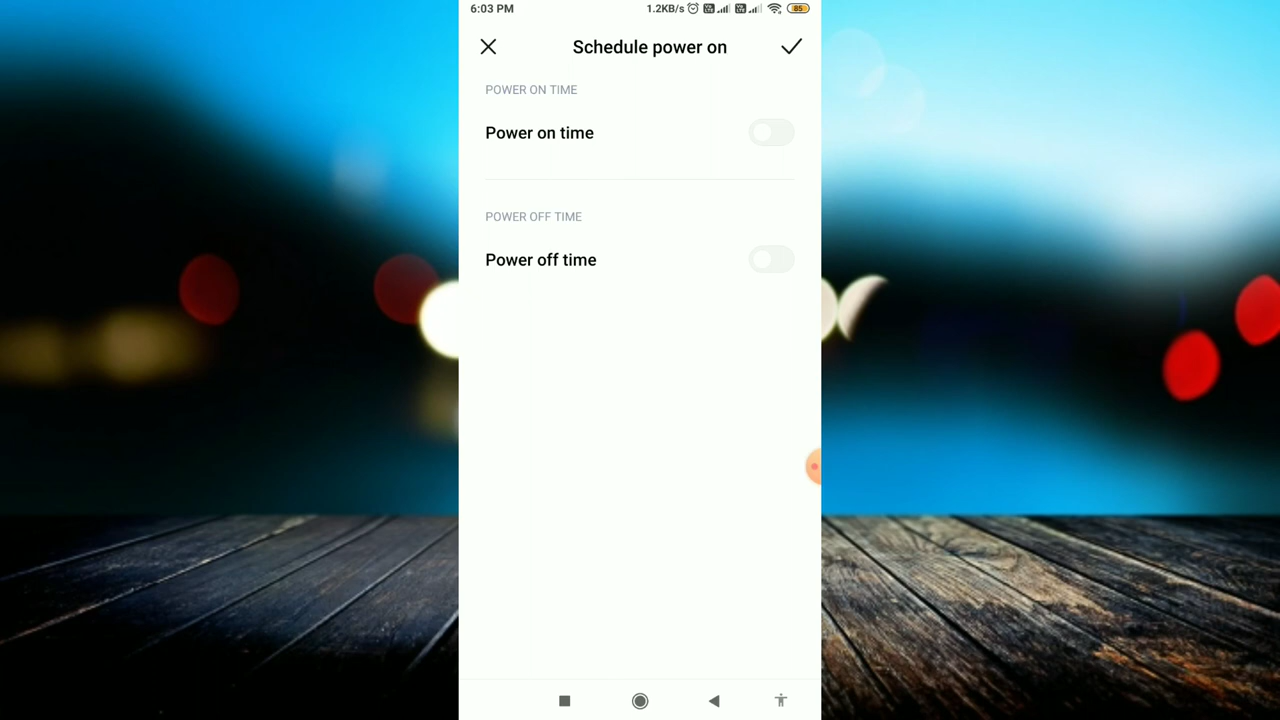 6:03 PM 1.2KB/s 85
Schedule power on
POWER ON TIME
Power on time
POWER OFF TIME
Power off time